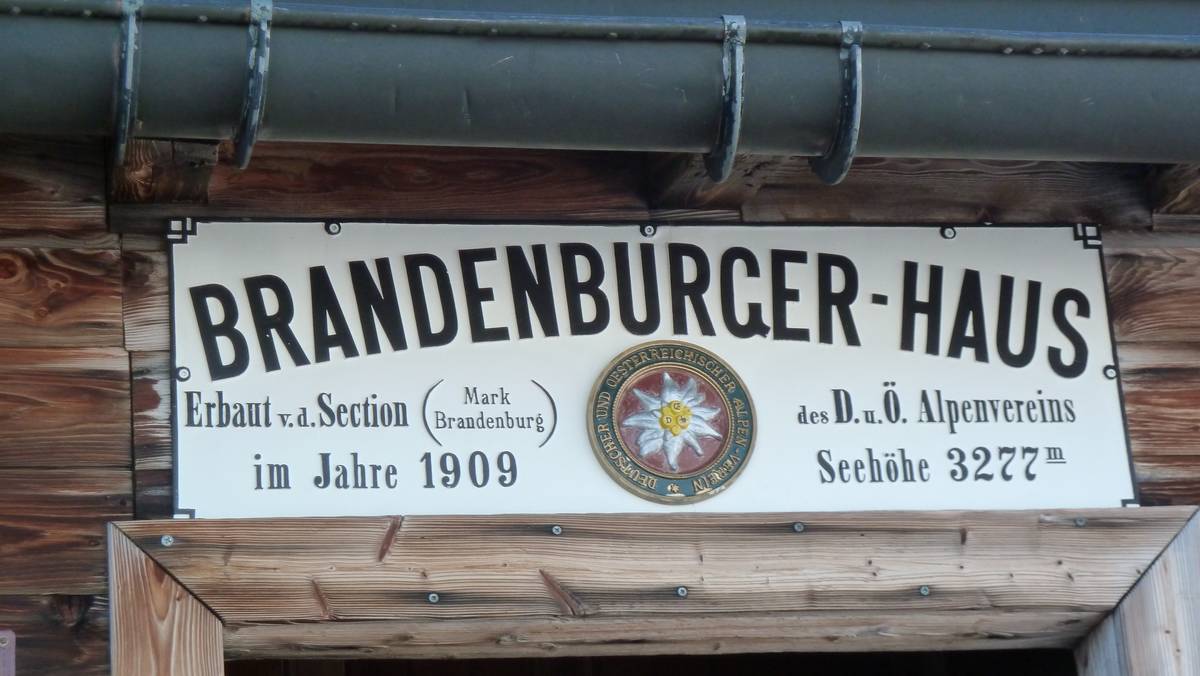 BRANDENBURGER-HAUS
Erbaut v. d. Section (Mark Brandenburg) des D. u. Ö. Alpenvereins
im Jahre 1909 Seehöhe 3277 m
DEUTSCHER UND OESTERREICHISCHER ALPEN-VEREIN